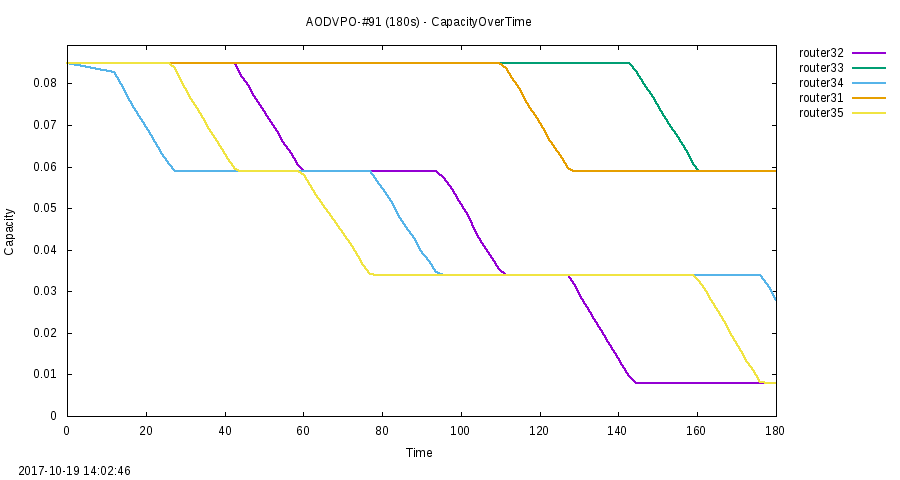 AODVPO-#91 (180s) - CapacityOverTime
router32
router33
router34
router31
router35
0.08
0.07
0.06
0.05
0.04
0.03
0.02
0.01
0
Capacity
0 20 40 60 80 100 120 140 160 180
Time
2017-10-19 14:02:46